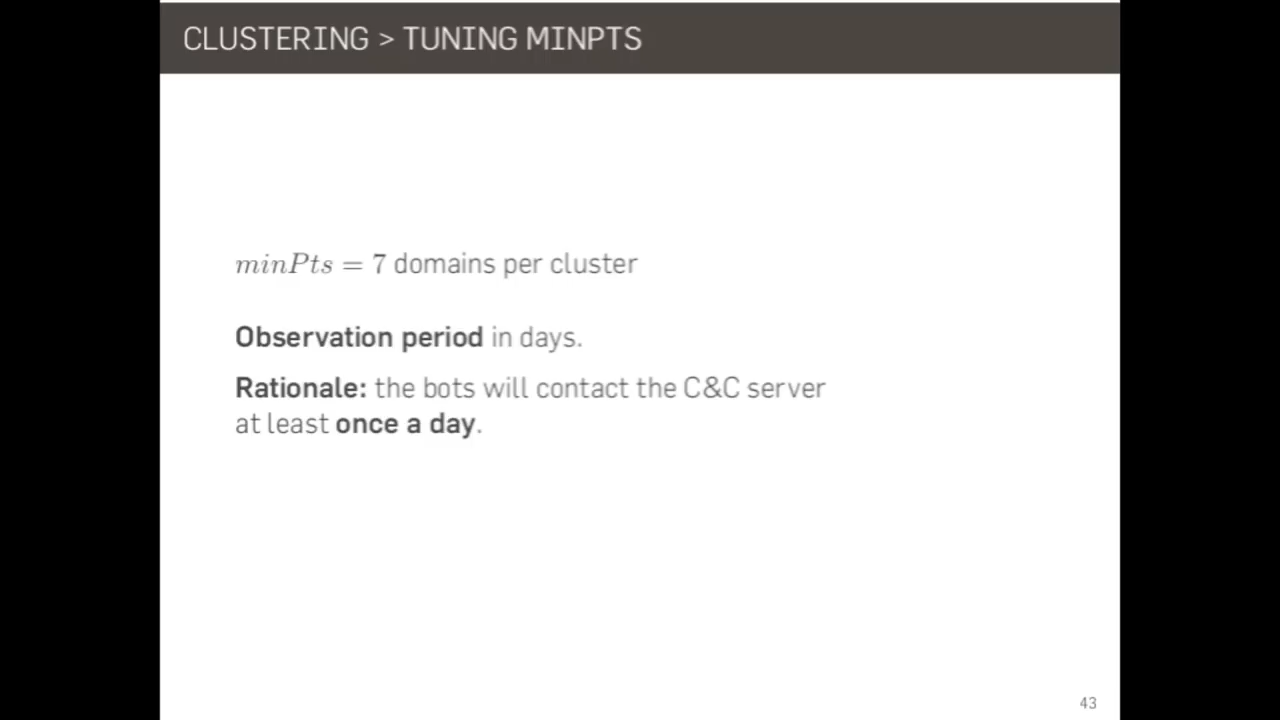 CLUSTERING > TUNING MINPTS
minPts = 7 domains per cluster
Observation period in days.
Rationale: the bots will contact the C&C server
at least once a day.
43